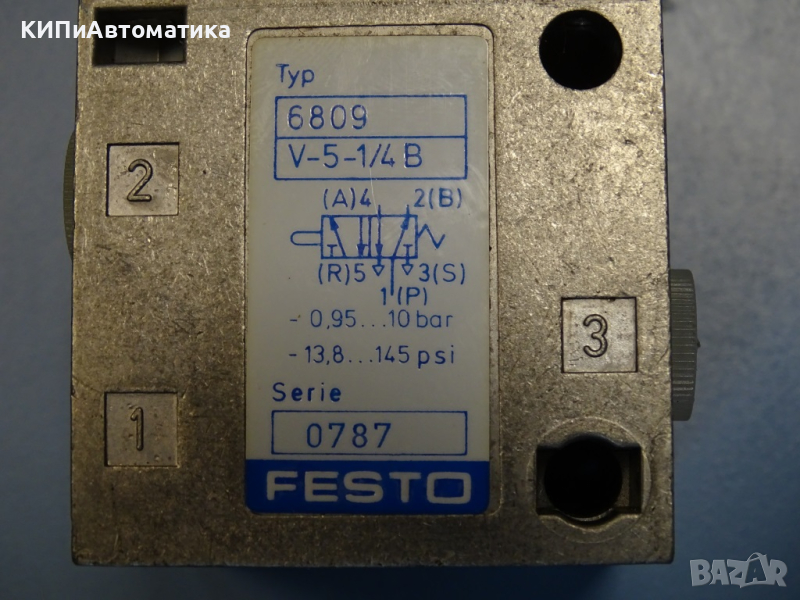 КИПиАвтоматика
Typ
6809
V-5-1/4 B
2
(A)4 2(B)
(R)5 3(S)
1(P)
- 0,95...10 bar
- 13,8...145 psi
3
Serie
1
0787
FESTO
BAZAR